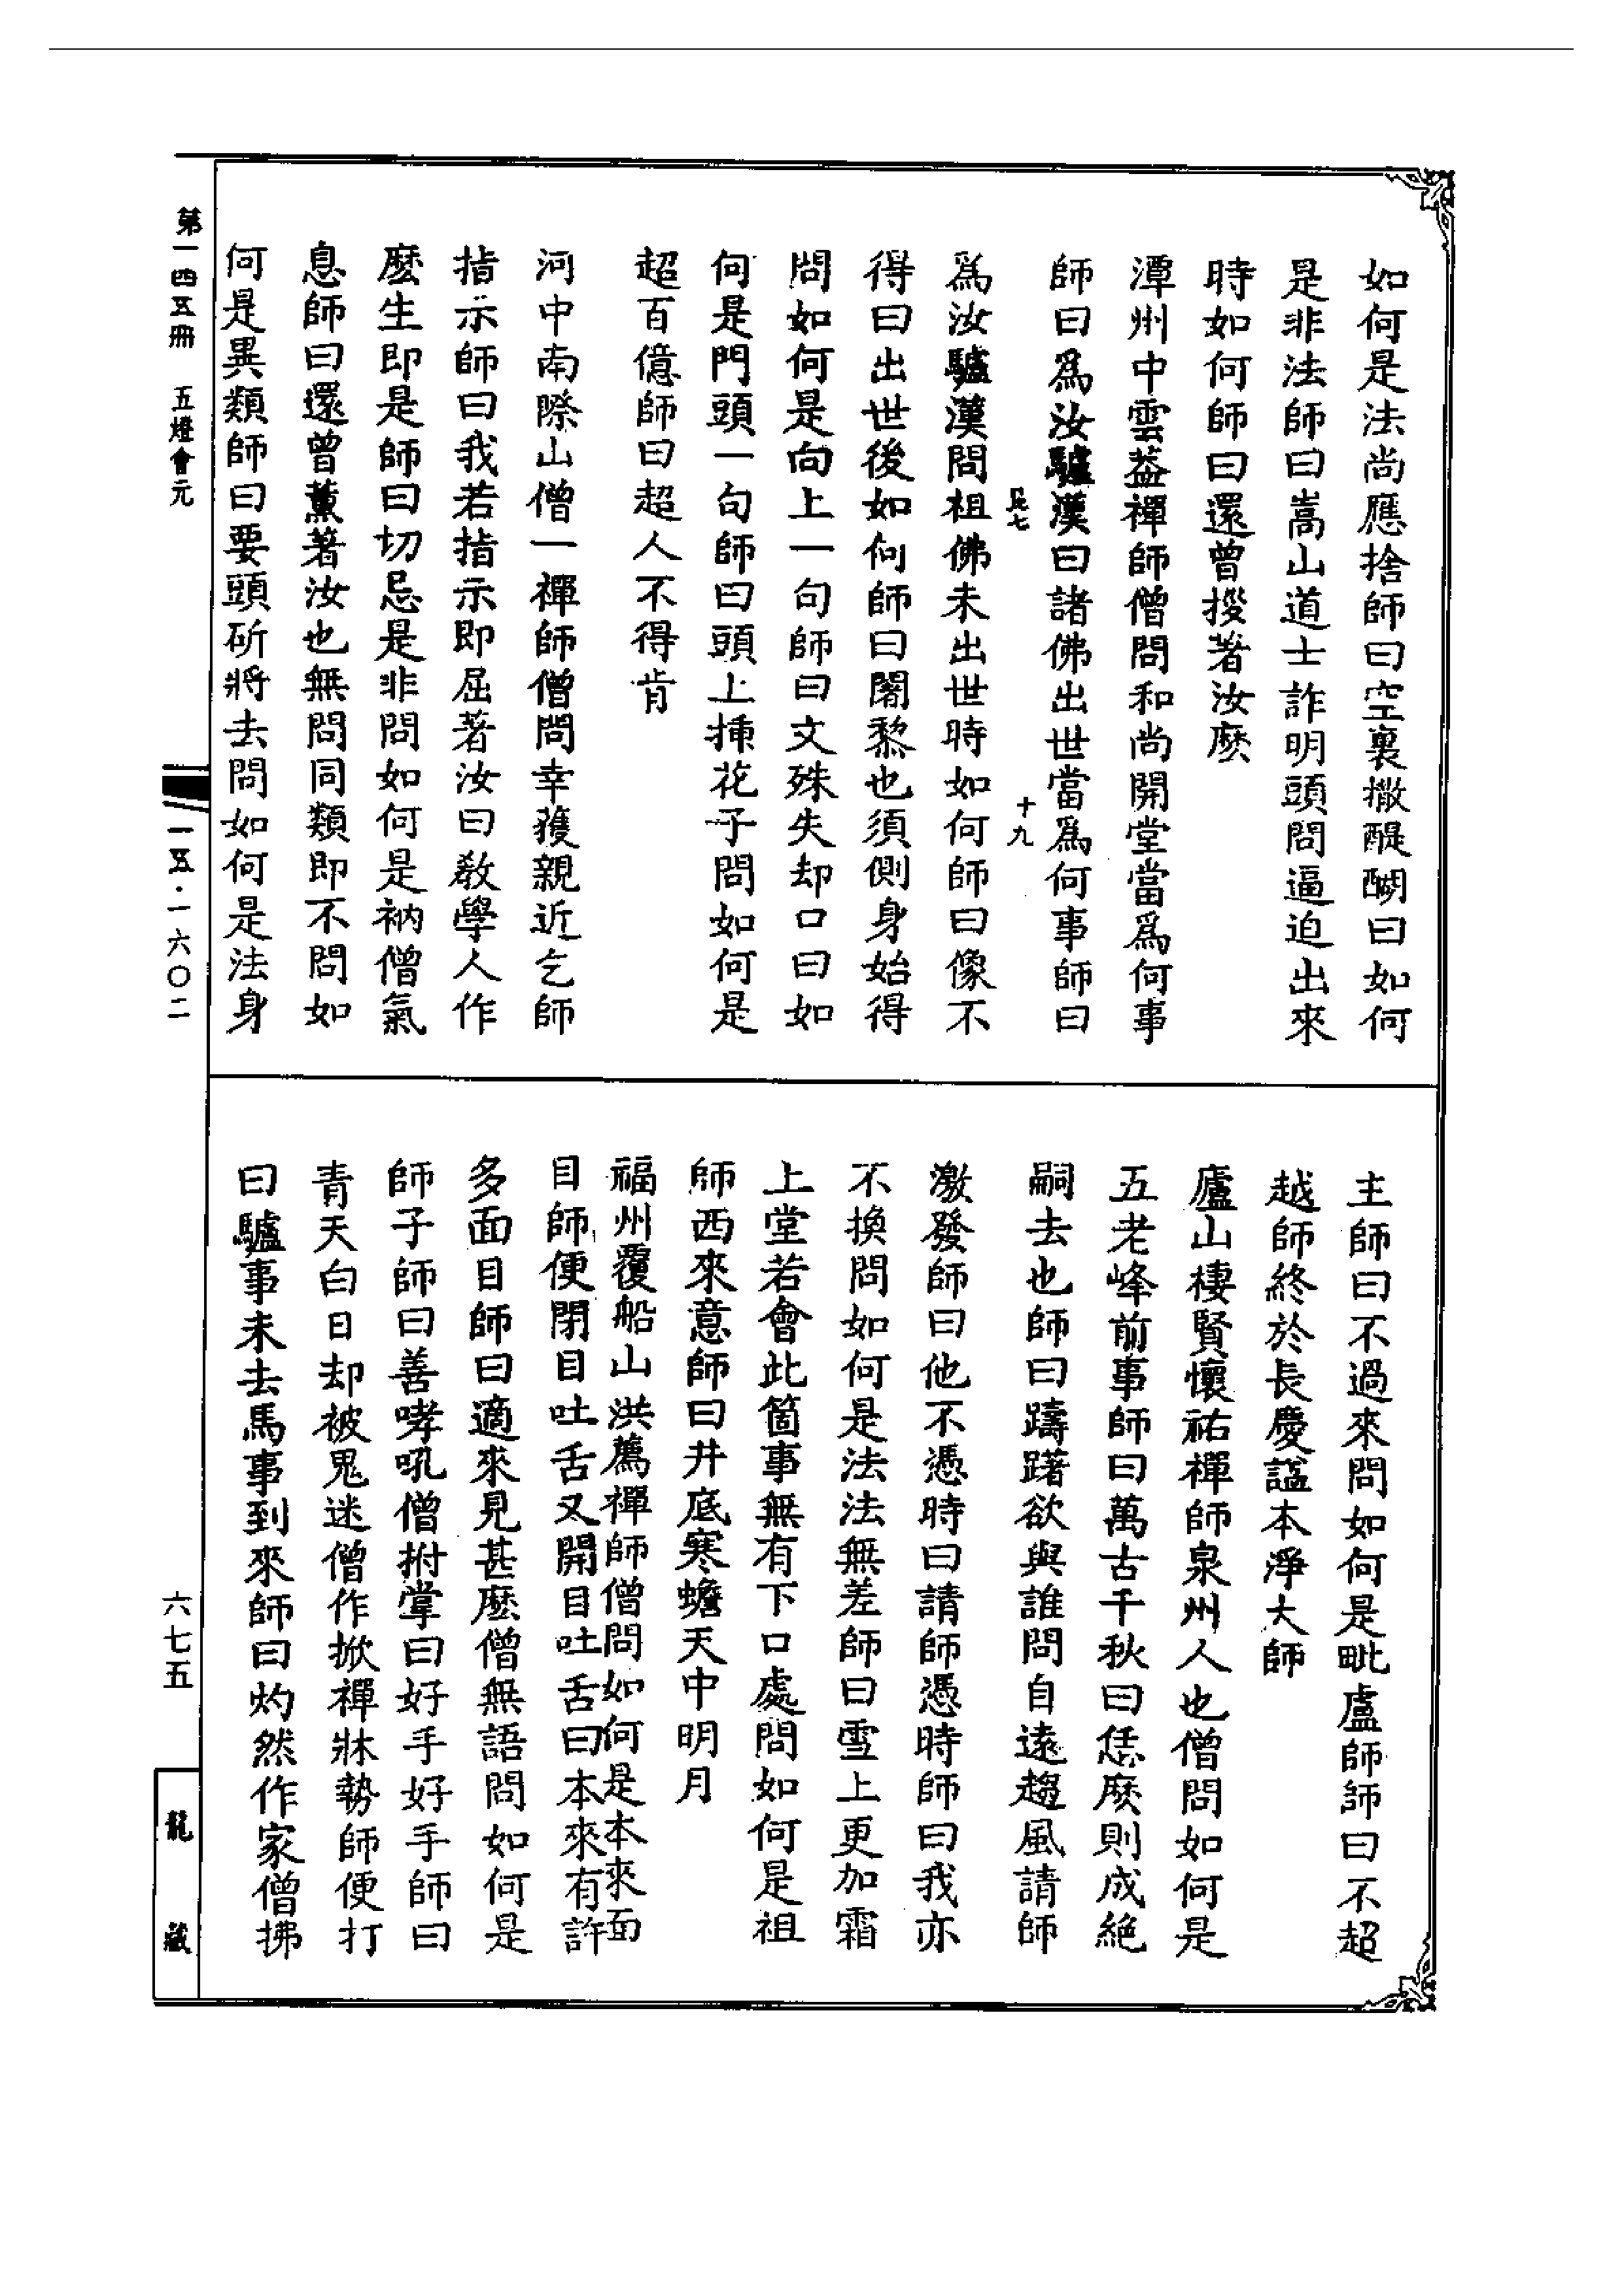 如何是法尚應捨師曰空裏撒醍醐曰如何
是非法師曰嵩山道士詐明頭問逼迫出來
時如何師曰還曾捘著汝麽
潭州中雲葢禪師僧問和尚開堂當爲何事
師曰爲汝驢漢曰諸佛出世當爲何事師曰
十九
爲汝驢漢問祖佛未出世時如何師曰像不
得曰出世後如何師曰闍黎也須側身始得
問如何是向上一句師曰文殊失却口曰如
何是門頭一句師曰頭上揷花子問如何是
超百億師曰超人不得肯
河中南際山僧一禪師僧問幸獲親近乞師
指示師曰我若指示即屈著汝曰敎學人作
麽生即是師曰切忌是非問如何是衲僧氣
息師曰還曾薰著汝也無問同類即不問如
何是異類師曰要頭斫將去問如何是法身
主師曰不過來問如何是毗盧師師曰不超
越師終於長慶諡本淨大師
廬山棲賢懷祐禪師泉州人也僧問如何是
五老峰前事師曰萬古千秋曰恁麽則成絶
嗣去也師曰躊躇欲與誰問自遠趨風請師
激發師曰他不憑時曰請師憑時師曰我亦
不換問如何是法法無差師曰雪上更加霜
上堂若會此箇事無有下口處問如何是祖
師西來意師曰井底寒蟾天中明月
福州覆船山洪薦禪師僧問如何是本來面
目師便閉目吐舌又開目吐舌曰本來有許
多面目師曰適來見甚麽僧無語問如何是
師子師曰善哮吼僧拊掌曰好手好手師曰
青天白日却被鬼迷僧作掀禪牀勢師便打
曰驢事未去馬事到來師曰灼然作家僧拂
第一四五冊 五燈會元
一五·一六〇二
六七五
龍藏